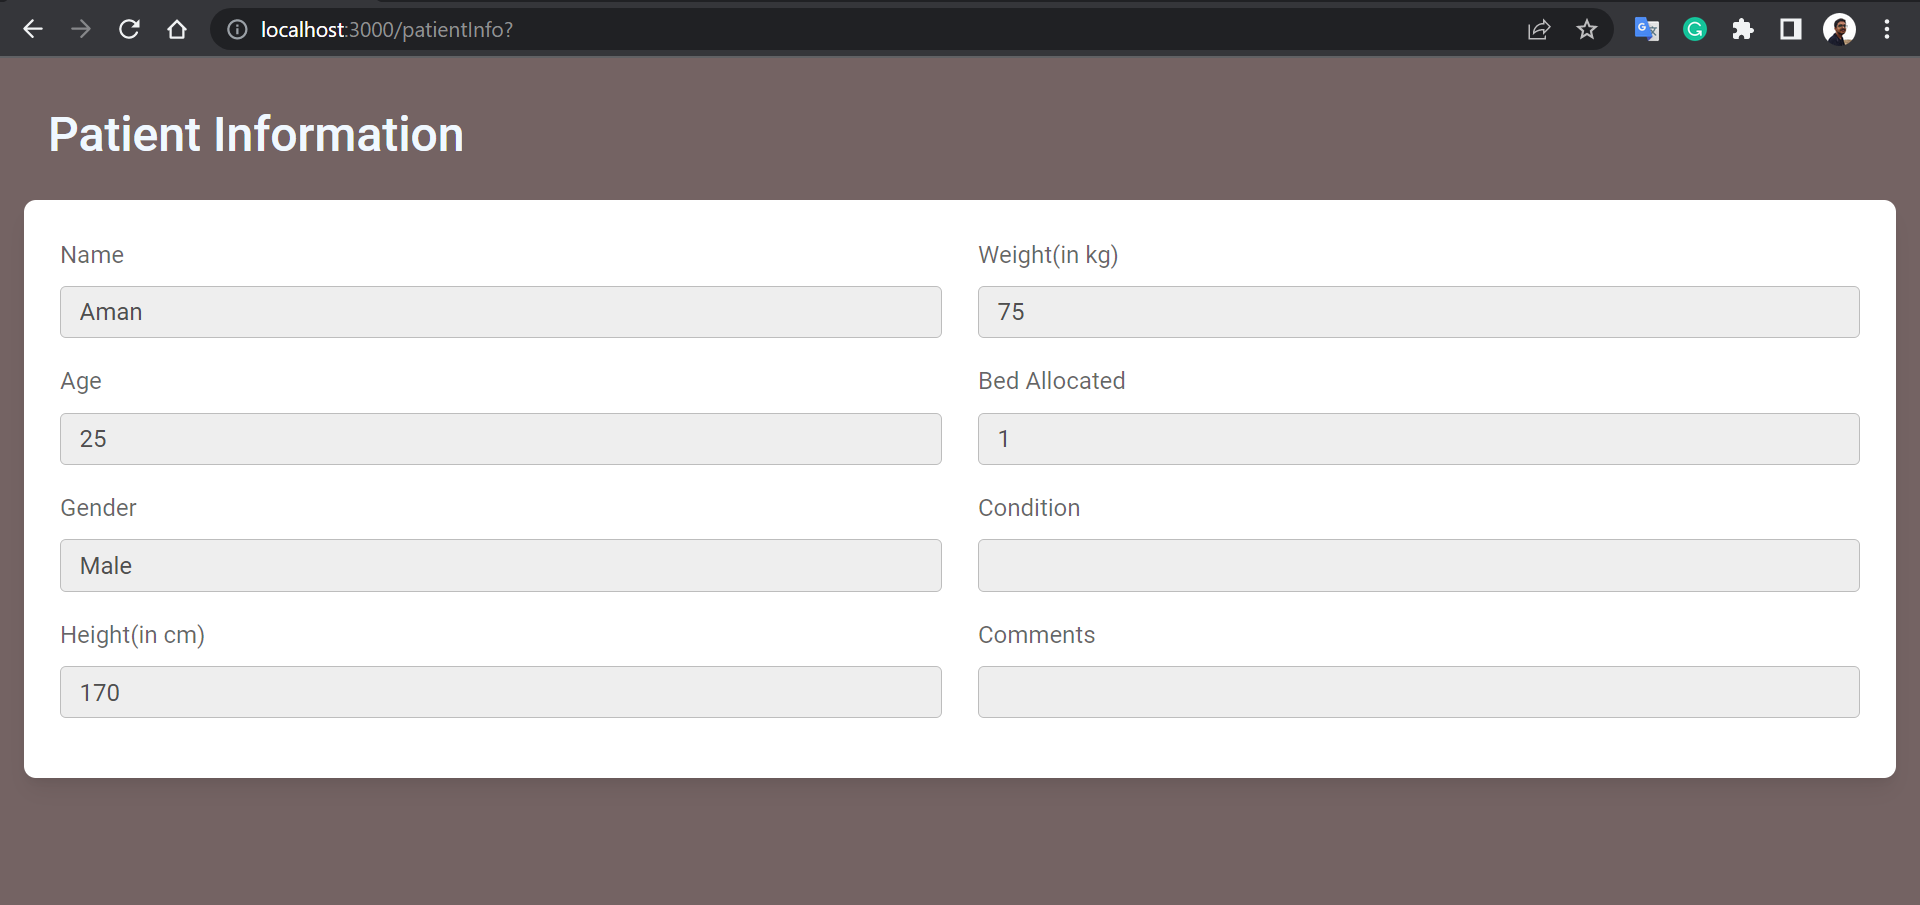 localhost:3000/patientInfo?
Patient Information
Name
Aman
Age
25
Gender
Male
Height(in cm)
170
Weight(in kg)
75
Bed Allocated
1
Condition
Comments